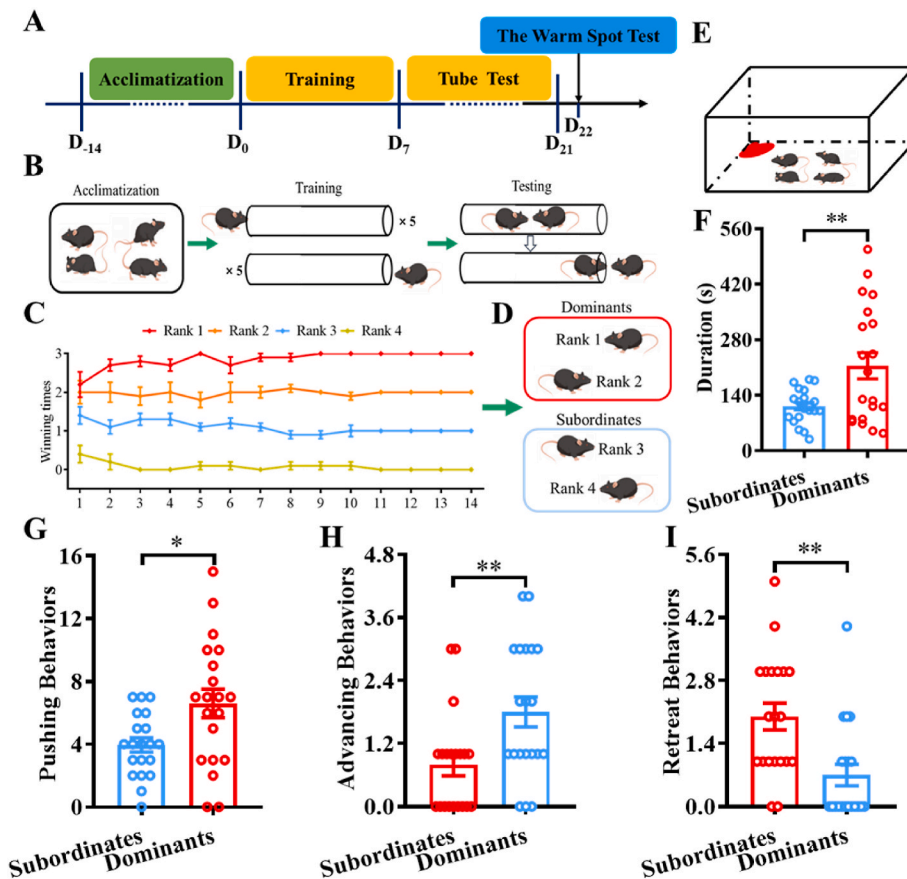 A
The Warm Spot Test
Acclimatization
Training
Tube Test
D-14
D0
D7
D21
D22
B
Acclimatization
Training
Testing
× 5
× 5
C
Rank 1
Rank 2
Rank 3
Rank 4
Winning times
3
2
1
0
1 2 3 4 5 6 7 8 9 10 11 12 13 14
D
Dominants
Rank 1
Rank 2
Subordinates
Rank 3
Rank 4
E
F
**
Duration (s)
560
420
280
140
0
Subordinates
Dominants
G
*
Pushing Behaviors
16
12
8
4
0
Subordinates
Dominants
H
**
Advancing Behaviors
4.8
3.6
2.4
1.2
0.0
Subordinates
Dominants
I
**
Retreat Behaviors
5.6
4.2
2.8
1.4
0.0
Subordinates
Dominants